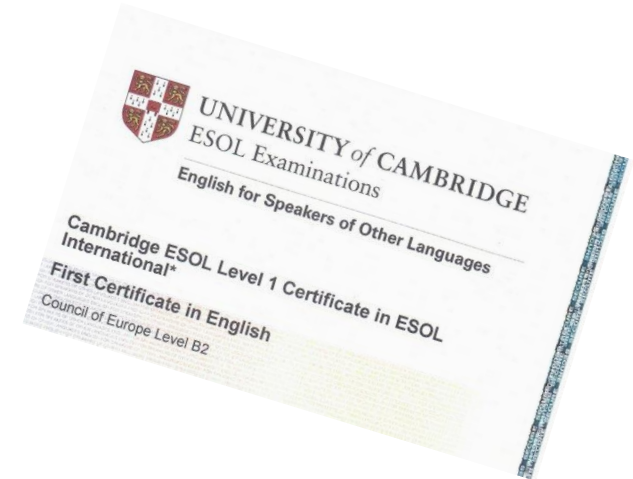 UNIVERSITY of CAMBRIDGE
ESOL Examinations
English for Speakers of Other Languages
Cambridge ESOL Level 1 Certificate in ESOL
International*
First Certificate in English
Council of Europe Level B2